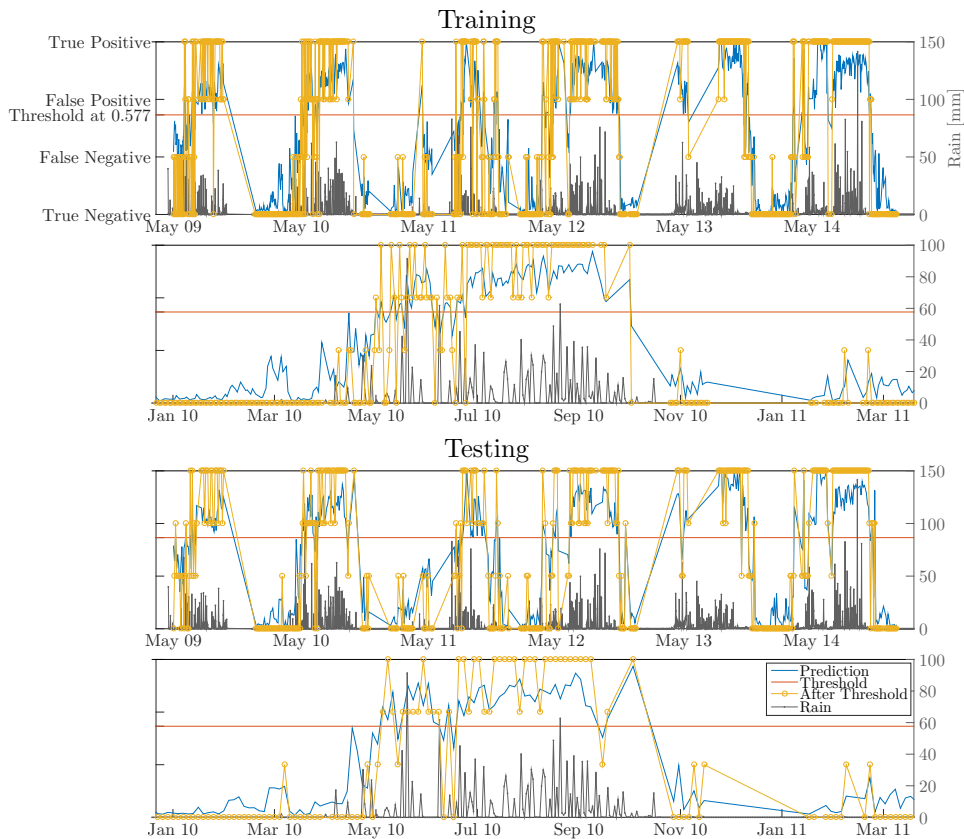 Training
True Positive
False Positive
Threshold at 0.577
False Negative
True Negative
150
100
50
0
Rain [mm]
May 09 May 10 May 11 May 12 May 13 May 14
100
80
60
40
20
0
Jan 10 Mar 10 May 10 Jul 10 Sep 10 Nov 10 Jan 11 Mar 11
Testing
150
100
50
0
May 09 May 10 May 11 May 12 May 13 May 14
100
80
60
40
20
0
Prediction
Threshold
After Threshold
Rain
Jan 10 Mar 10 May 10 Jul 10 Sep 10 Nov 10 Jan 11 Mar 11